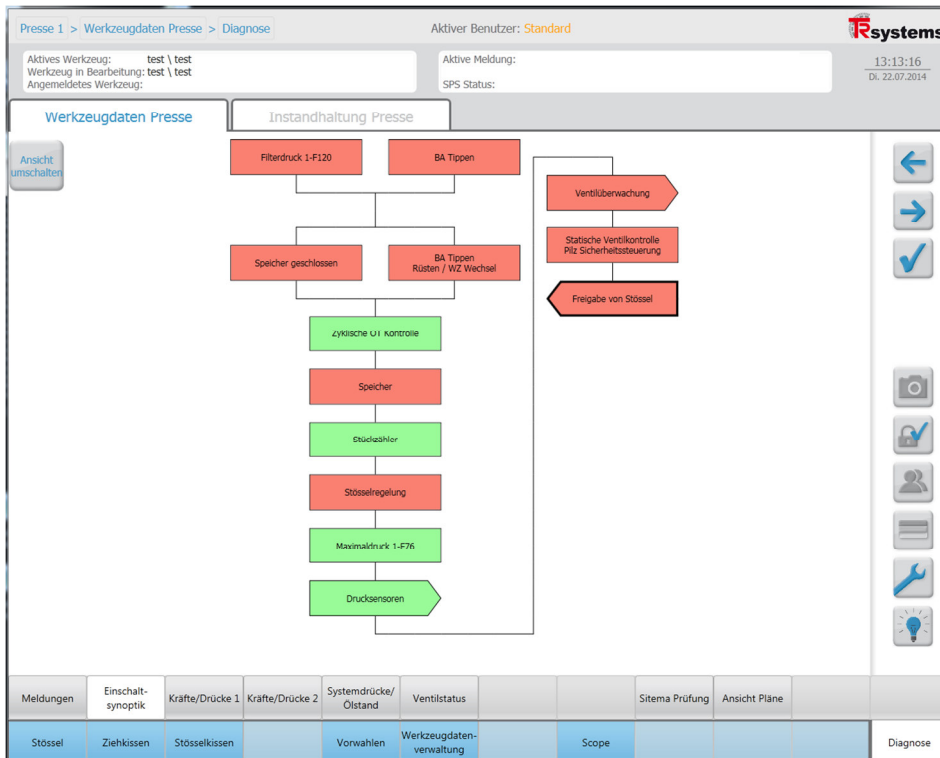 Presse 1 > Werkzeugdaten Presse > Diagnose
Aktiver Benutzer: Standard
TRsystems
Aktives Werkzeug: test \ test
Werkzeug in Bearbeitung: test \ test
Angemeldetes Werkzeug:
Aktive Meldung:
SPS Status:
13:13:16
Di. 22.07.2014
Werkzeugdaten Presse
Instandhaltung Presse
Ansicht
umschalten
Filterdruck 1-F120
BA Tippen
Speicher geschlossen
BA Tippen
Rüsten / WZ Wechsel
Zyklische OT Kontrolle
Speicher
Stückzähler
Stösselregelung
Maximaldruck 1-F76
Drucksensoren
Ventilüberwachung
Statische Ventilkontrolle
Pilz Sicherheitssteuerung
Freigabe von Stössel
Meldungen
Einschalt-
synoptik
Kräfte/Drücke 1
Kräfte/Drücke 2
Systemdrücke/
Ölstand
Ventilstatus
Sitema Prüfung
Ansicht Pläne
Stössel
Ziehkissen
Stösselkissen
Vorwahlen
Werkzeugdaten-
verwaltung
Scope
Diagnose